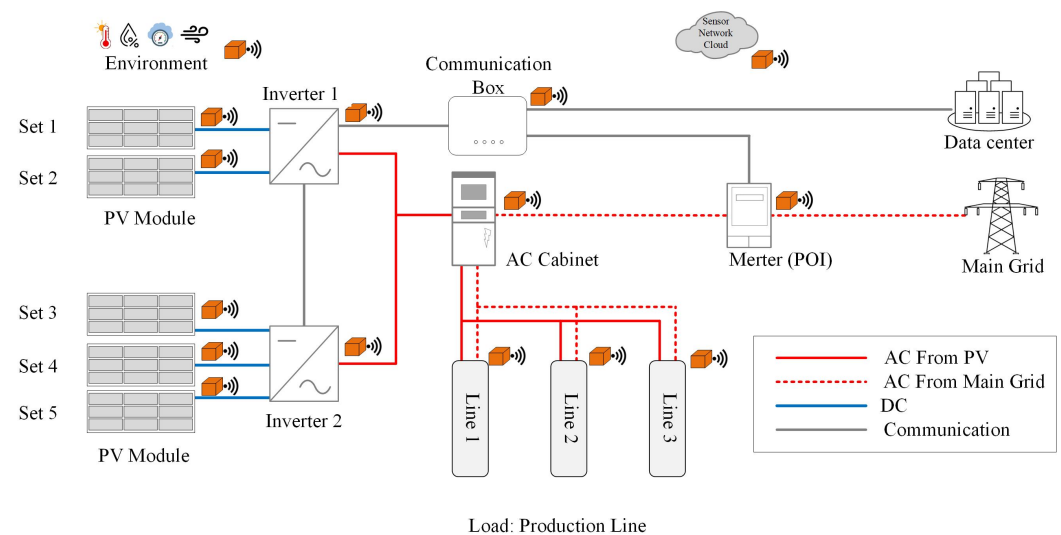 Sensor
Network
Cloud
Environment
Communication
Box
Inverter 1
Set 1
Data center
Set 2
PV Module
AC Cabinet
Merter (POI)
Main Grid
Set 3
Set 4
Set 5
Inverter 2
PV Module
Line 1
Line 2
Line 3
AC From PV
AC From Main Grid
DC
Communication
Load: Production Line